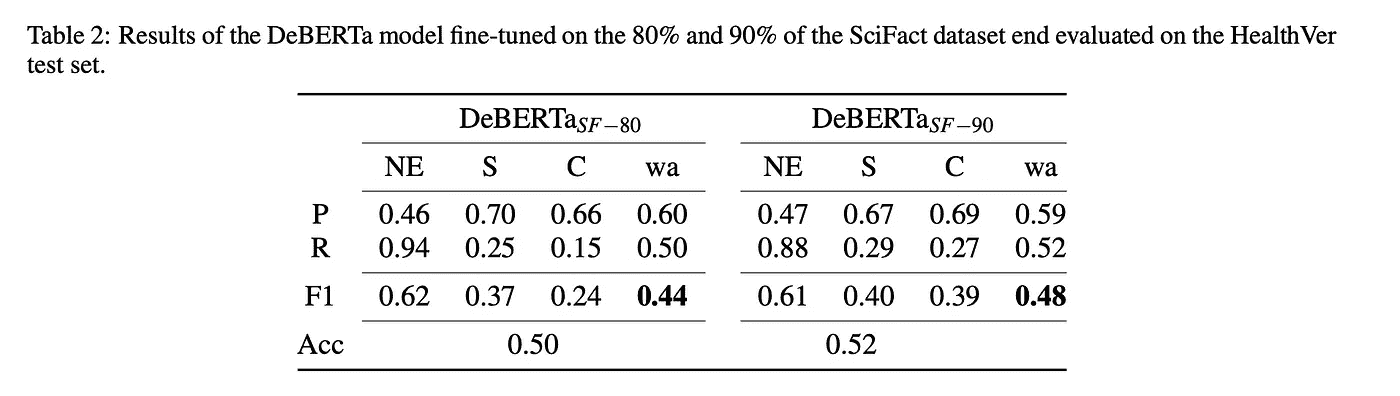 Table 2: Results of the DeBERTa model fine-tuned on the 80% and 90% of the SciFact dataset end evaluated on the HealthVer
test set.
DeBERTaSF−80 DeBERTaSF−90
NE S C wa NE S C wa
P 0.46 0.70 0.66 0.60 0.47 0.67 0.69 0.59
R 0.94 0.25 0.15 0.50 0.88 0.29 0.27 0.52
F1 0.62 0.37 0.24 0.44 0.61 0.40 0.39 0.48
Acc 0.50 0.52